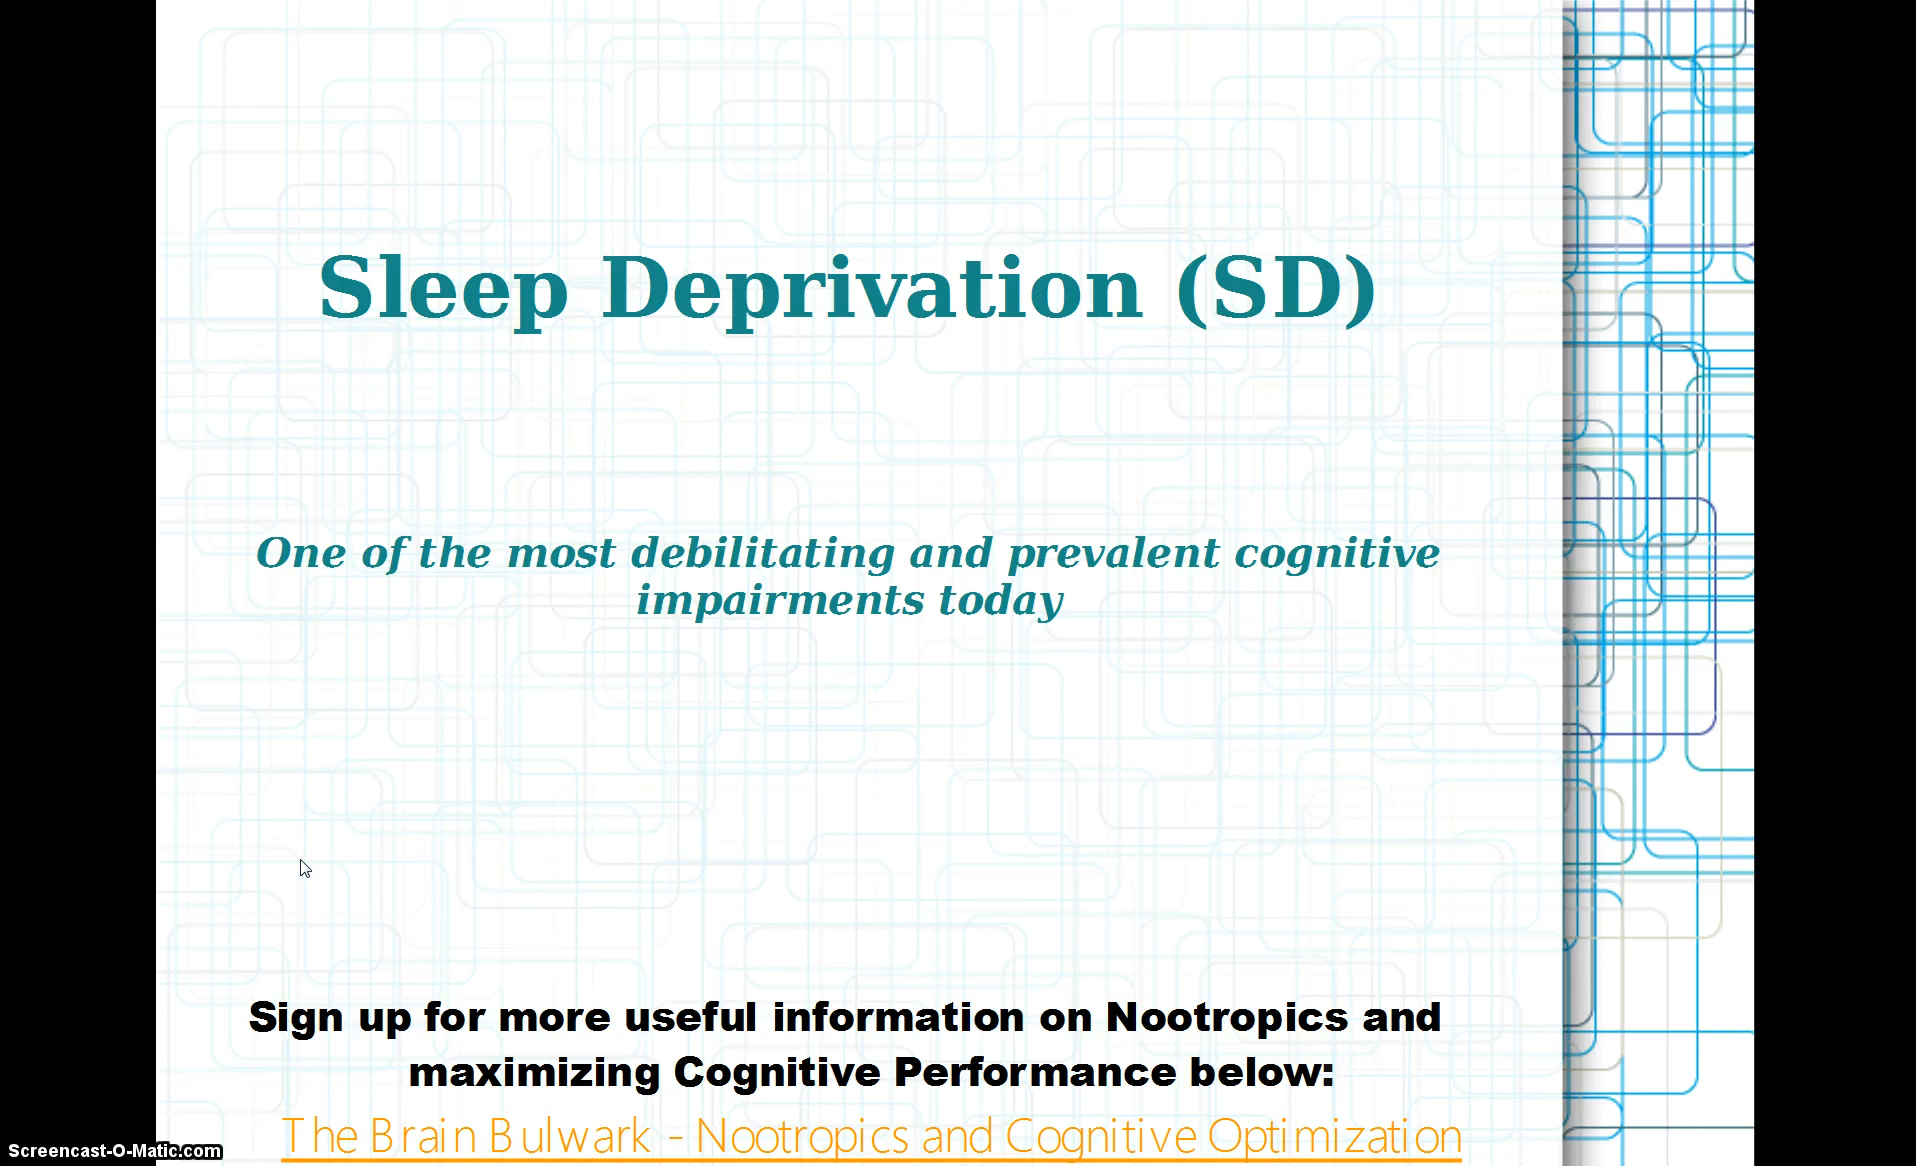 Sleep Deprivation (SD)
One of the most debilitating and prevalent cognitive
impairments today
Sign up for more useful information on Nootropics and
maximizing Cognitive Performance below:
The Brain Bulwark - Nootropics and Cognitive Optimization
Screencast-O-Matic.com